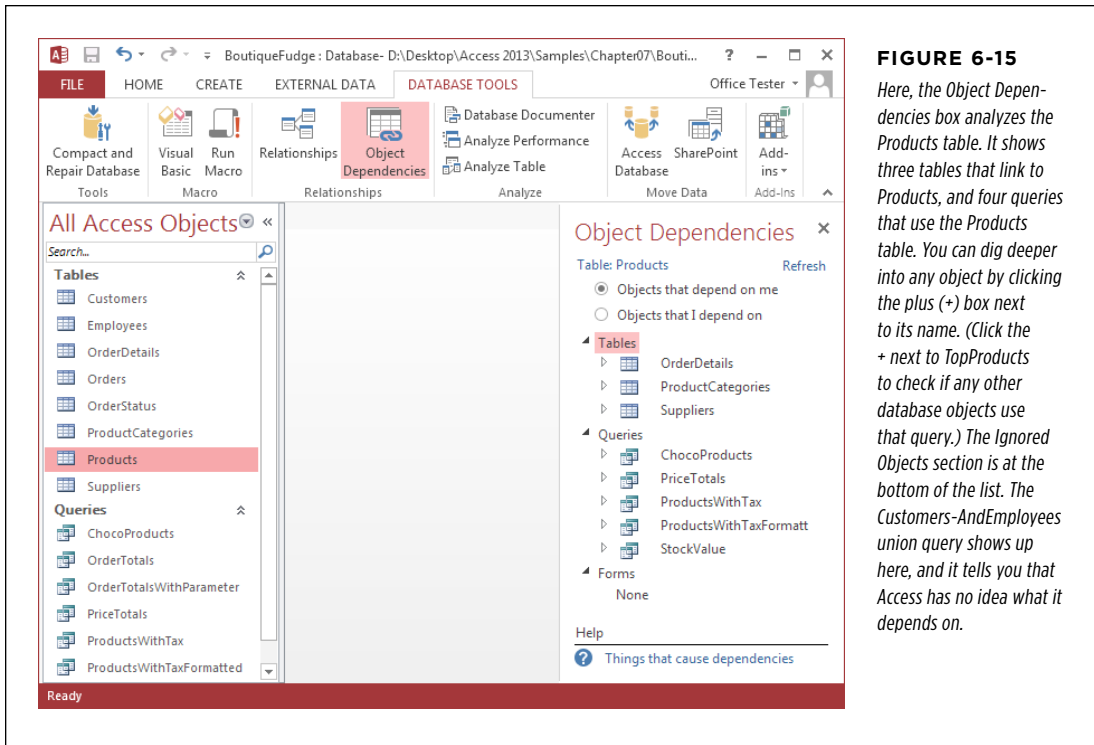 BoutiqueFudge : Database- D:\Desktop\Access 2013\Samples\Chapter07\Bouti...
?
FILE HOME CREATE EXTERNAL DATA DATABASE TOOLS Office Tester
Compact and
Repair Database
Tools
Visual
Basic
Run
Macro
Macro
Relationships
Object
Dependencies
Relationships
Database Documenter
Analyze Performance
Analyze Table
Analyze
Access
Database
SharePoint
Move Data
Add-
ins
Add-Ins
All Access Objects
Search...
Tables
Customers
Employees
OrderDetails
Orders
OrderStatus
ProductCategories
Products
Suppliers
Queries
ChocoProducts
OrderTotals
OrderTotalsWithParameter
PriceTotals
ProductsWithTax
ProductsWithTaxFormatted
Object Dependencies
Table: Products Refresh
Objects that depend on me
Objects that I depend on
Tables
OrderDetails
ProductCategories
Suppliers
Queries
ChocoProducts
PriceTotals
ProductsWithTax
ProductsWithTaxFormatt
StockValue
Forms
None
Help
? Things that cause dependencies
Ready
FIGURE 6-15
Here, the Object Depen-
dencies box analyzes the
Products table. It shows
three tables that link to
Products, and four queries
that use the Products
table. You can dig deeper
into any object by clicking
the plus (+) box next
to its name. (Click the
+ next to TopProducts
to check if any other
database objects use
that query.) The Ignored
Objects section is at the
bottom of the list. The
Customers-AndEmployees
union query shows up
here, and it tells you that
Access has no idea what it
depends on.